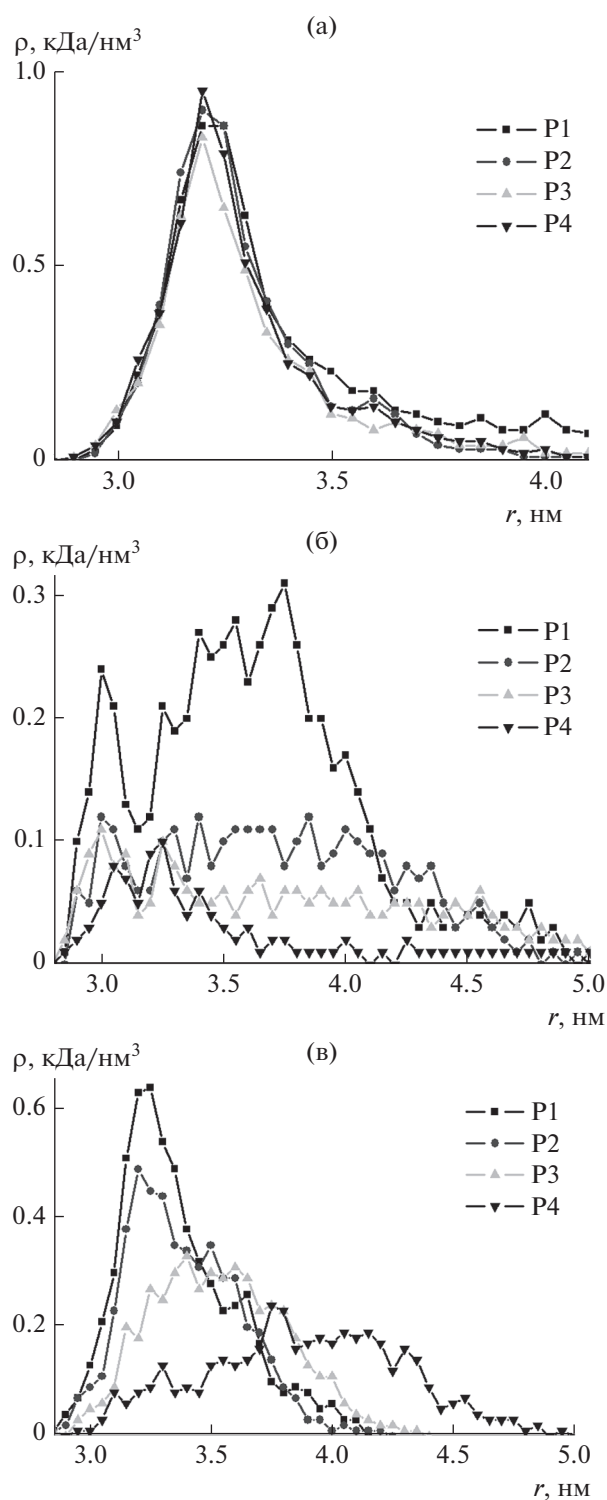 (а)
ρ, кДа/нм³
1.0
0.5
0
P1
P2
P3
P4
3.0 3.5 4.0
r, нм
(б)
ρ, кДа/нм³
0.3
0.2
0.1
0
P1
P2
P3
P4
3.0 3.5 4.0 4.5 5.0
r, нм
(в)
ρ, кДа/нм³
0.6
0.4
0.2
0
P1
P2
P3
P4
3.0 3.5 4.0 4.5 5.0
r, нм